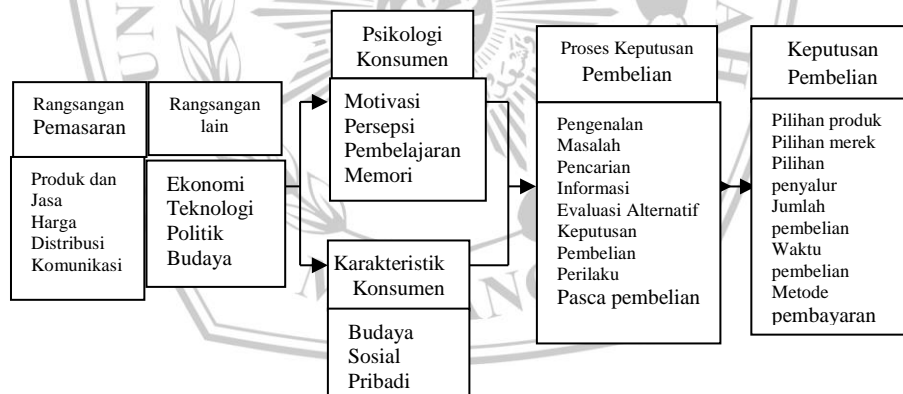 Rangsangan
Pemasaran
Produk dan
Jasa
Harga
Distribusi
Komunikasi
Rangsangan
lain
Ekonomi
Teknologi
Politik
Budaya
Psikologi
Konsumen
Motivasi
Persepsi
Pembelajaran
Memori
Karakteristik
Konsumen
Budaya
Sosial
Pribadi
Proses Keputusan
Pembelian
Pengenalan
Masalah
Pencarian
Informasi
Evaluasi Alternatif
Keputusan
Pembelian
Perilaku
Pasca pembelian
Keputusan
Pembelian
Pilihan produk
Pilihan merek
Pilihan
penyalur
Jumlah
pembelian
Waktu
pembelian
Metode
pembayaran